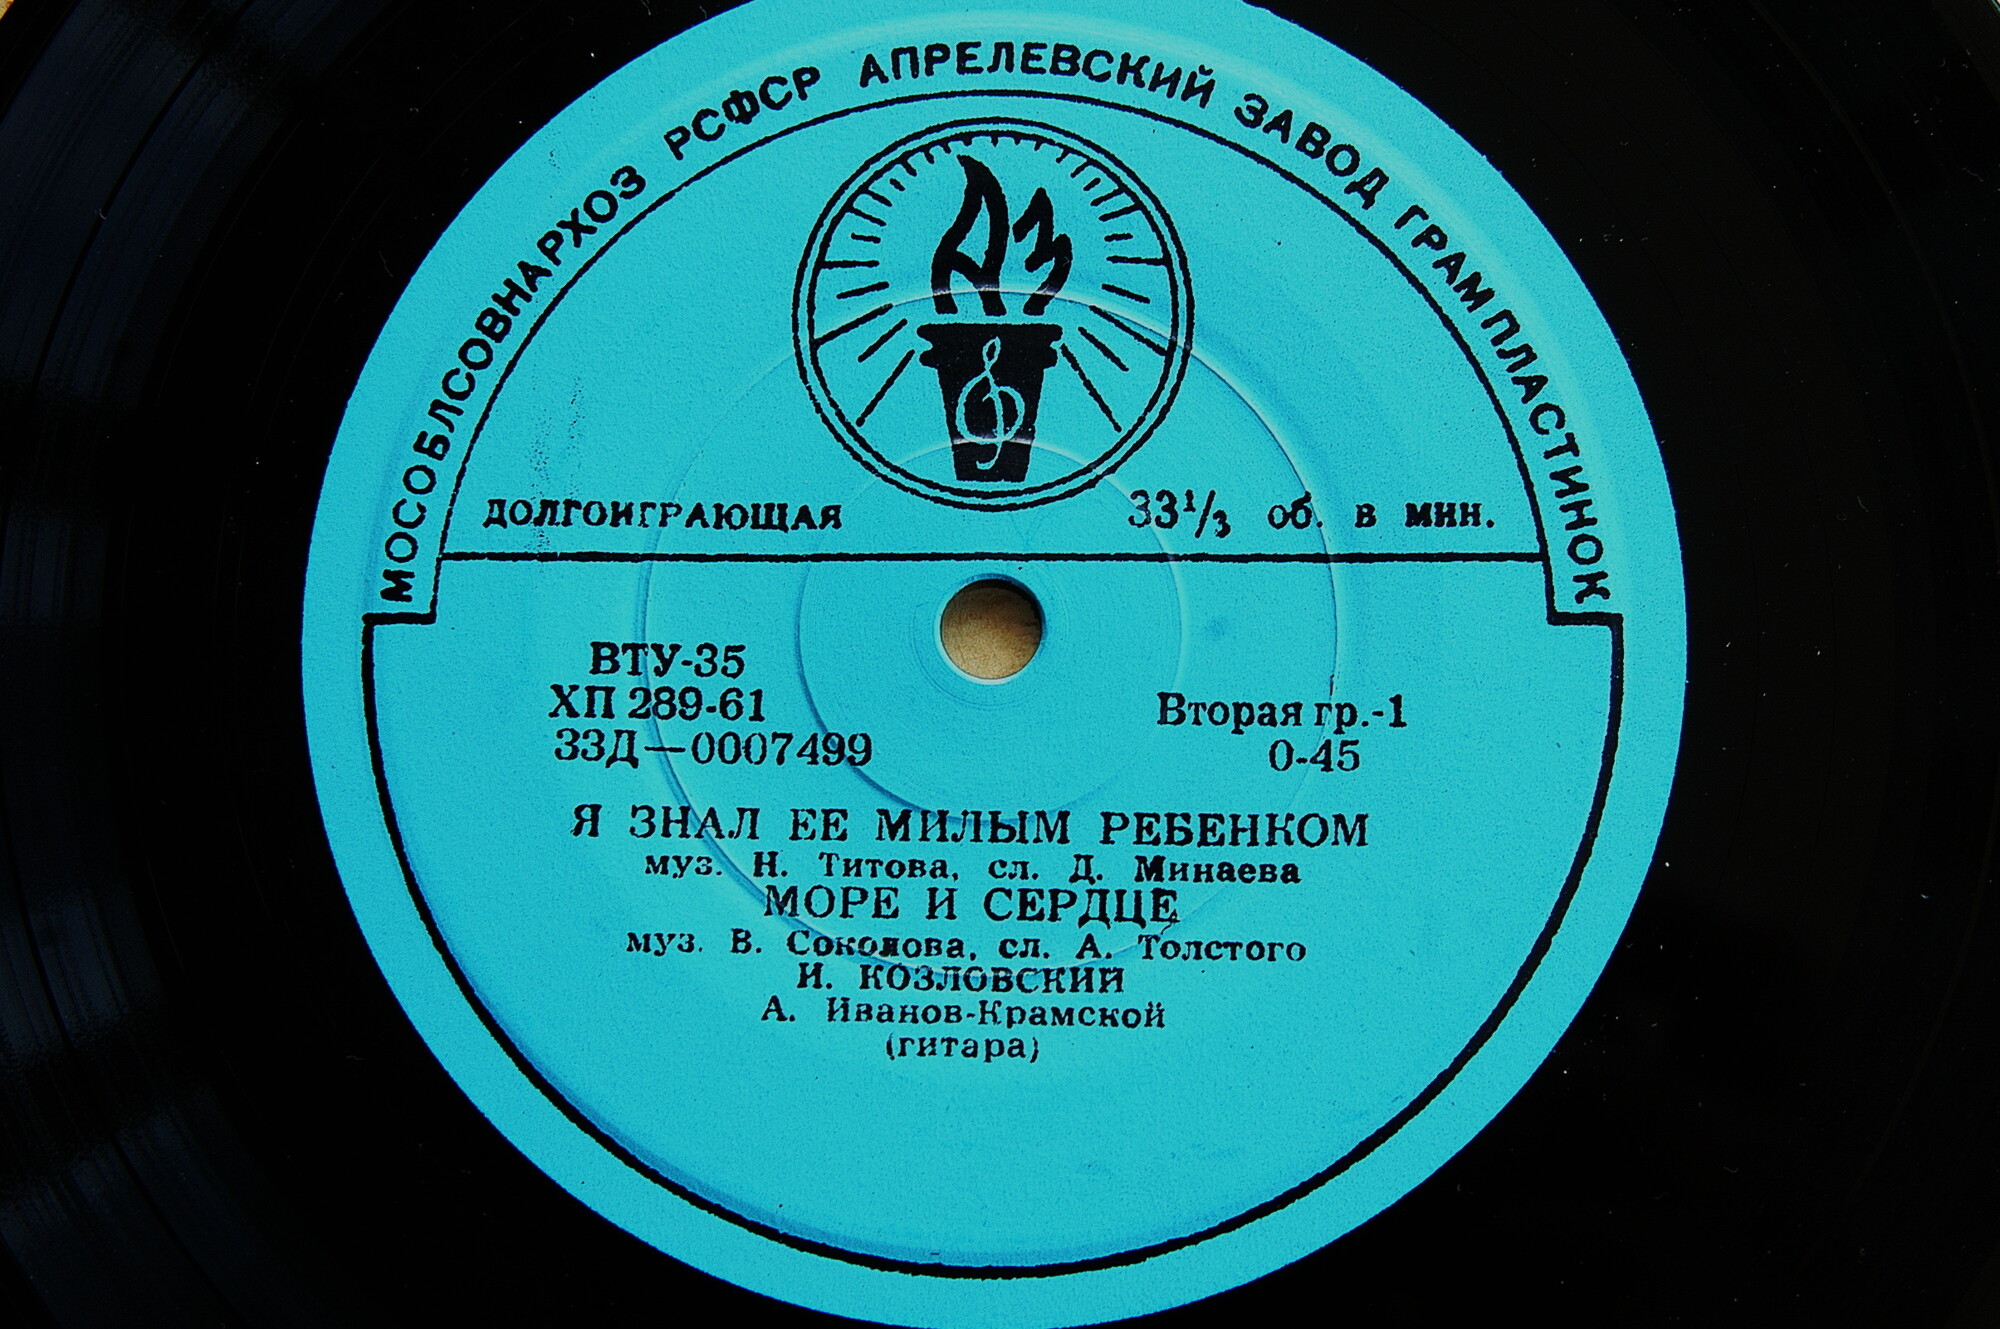 МОСОБЛСОВНАРХОЗ РСФСР АПРЕЛЕВСКИЙ ЗАВОД ГРАМПЛАСТИНОК
АЗ
ДОЛГОИГРАЮЩАЯ 33⅓ об. в мин.
ВТУ-35
ХП 289-61 Вторая гр.-1
33Д—0007499 0-45
Я ЗНАЛ ЕЕ МИЛЫМ РЕБЕНКОМ
муз. Н. Титова, сл. Д. Минаева
МОРЕ И СЕРДЦЕ
муз. В. Соколова, сл. А. Толстого
И. КОЗЛОВСКИЙ
А. Иванов-Крамской
(гитара)